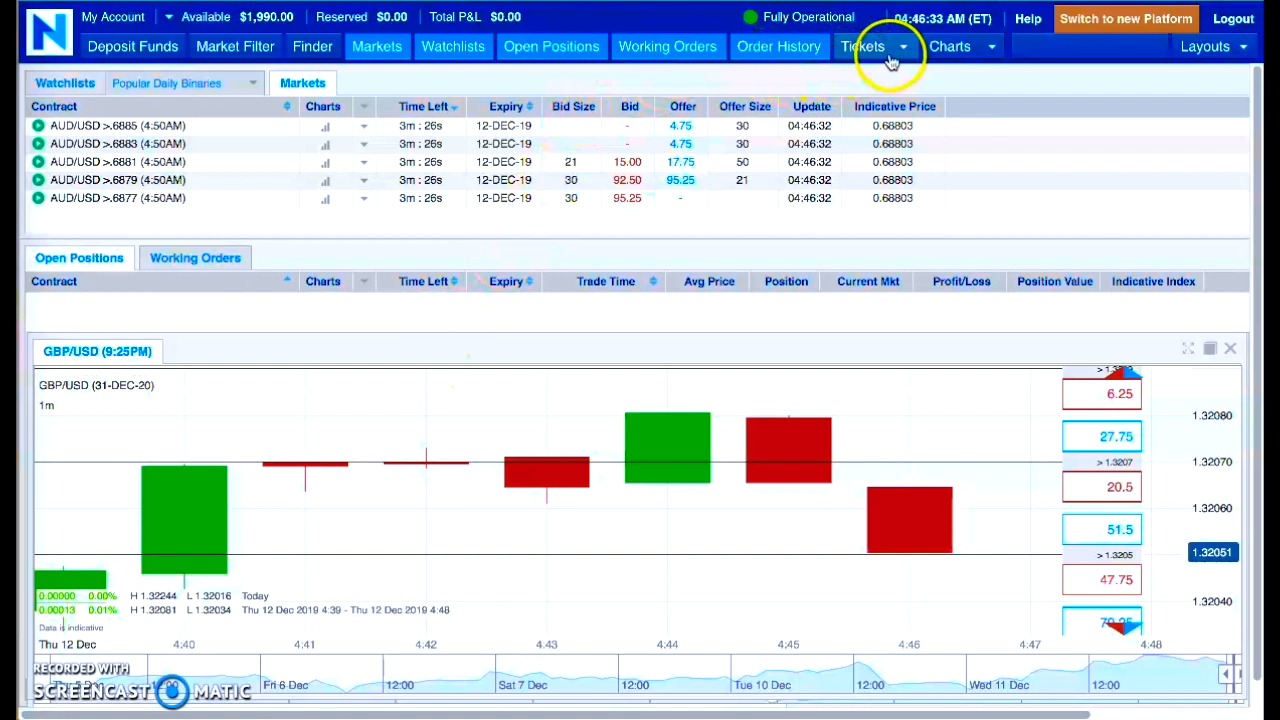 My Account Available $1,990.00 Reserved $0.00 Total P&L $0.00 Fully Operational 04:46:33 AM (ET) Help Switch to new Platform Logout
N
Deposit Funds Market Filter Finder Markets Watchlists Open Positions Working Orders Order History Tickets Charts Layouts
Watchlists Popular Daily Binaries Markets
Contract Charts Time Left Expiry Bid Size Bid Offer Offer Size Update Indicative Price
AUD/USD >.6885 (4:50AM) 3m : 26s 12-DEC-19 - 4.75 30 04:46:32 0.68803
AUD/USD >.6883 (4:50AM) 3m : 26s 12-DEC-19 - 4.75 30 04:46:32 0.68803
AUD/USD >.6881 (4:50AM) 3m : 26s 12-DEC-19 21 15.00 17.75 50 04:46:32 0.68803
AUD/USD >.6879 (4:50AM) 3m : 26s 12-DEC-19 30 92.50 95.25 21 04:46:32 0.68803
AUD/USD >.6877 (4:50AM) 3m : 26s 12-DEC-19 30 95.25 - 04:46:32 0.68803
Open Positions Working Orders
Contract Charts Time Left Expiry Trade Time Avg Price Position Current Mkt Profit/Loss Position Value Indicative Index
GBP/USD (9:25PM)
GBP/USD (31-DEC-20)
1m
6.25
1.32080
27.75
> 1.3207 1.32070
20.5
1.32060
51.5
> 1.3205 1.32051
47.75
1.32040
0.00000 0.00% H 1.32244 L 1.32016 Today
0.00013 0.01% H 1.32081 L 1.32034 Thu 12 Dec 2019 4:39 - Thu 12 Dec 2019 4:48
Data is indicative
Thu 12 Dec 4:40 4:41 4:42 4:43 4:44 4:45 4:46 4:47 4:48
RECORDED WITH
SCREENCAST MATIC
Fri 6 Dec 12:00 Sat 7 Dec 12:00 Tue 10 Dec 12:00 Wed 11 Dec 12:00